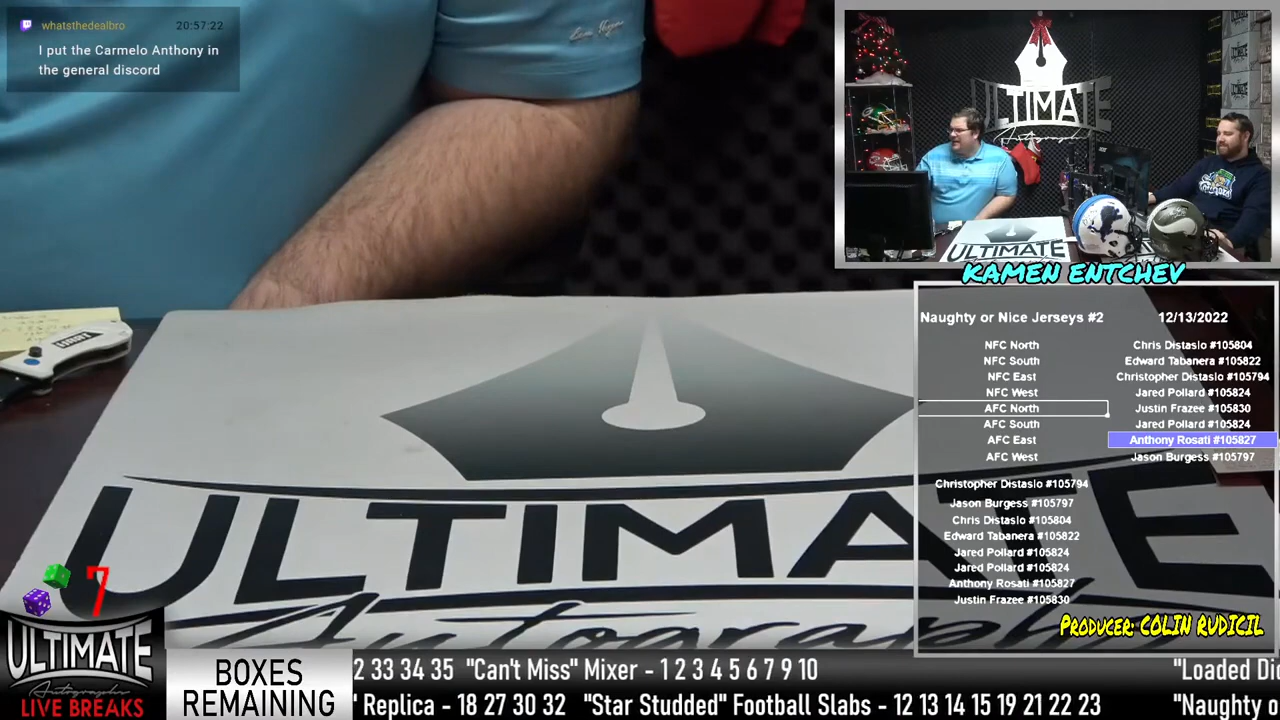 whatsthedealbro 20:57:22
I put the Carmelo Anthony in
the general discord
ULTIMATE
Autographs
ULTIMATE
KAMEN ENTCHEV
Naughty or Nice Jerseys #2 12/13/2022
NFC North Chris Distasio #105804
NFC South Edward Tabanera #105822
NFC East Christopher Distasio #105794
NFC West Jared Pollard #105824
AFC North Justin Frazee #105830
AFC South Jared Pollard #105824
AFC East Anthony Rosati #105827
AFC West Jason Burgess #105797
Christopher Distasio #105794
Jason Burgess #105797
Chris Distasio #105804
Edward Tabanera #105822
Jared Pollard #105824
Jared Pollard #105824
Anthony Rosati #105827
Justin Frazee #105830
Producer: COLIN RUDICIL
ULTIMATE
Autographs
7
ULTIMATE
Autographs
LIVE BREAKS
BOXES
REMAINING
2 33 34 35 "Can't Miss" Mixer - 1 2 3 4 5 6 7 9 10 "Loaded Di
' Replica - 18 27 30 32 "Star Studded" Football Slabs - 12 13 14 15 19 21 22 23 "Naughty o